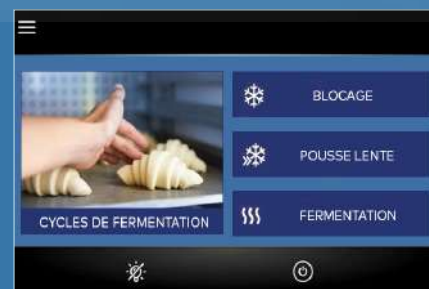 BLOCAGE
POUSSE LENTE
CYCLES DE FERMENTATION
FERMENTATION